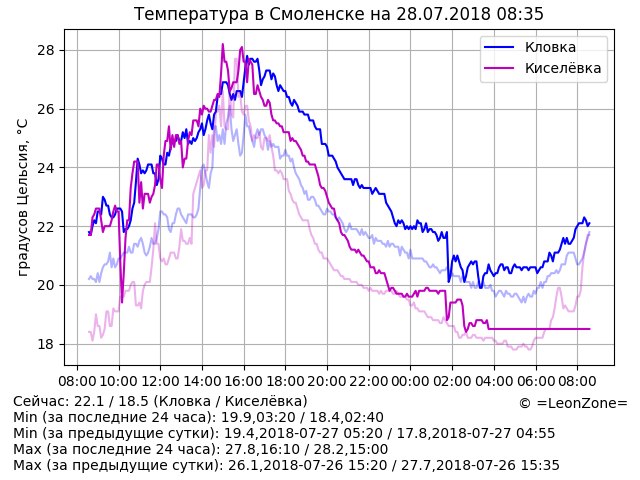 Температура в Смоленске на 28.07.2018 08:35
градусов Цельсия, °C
28
26
24
22
20
18
Кловка
Киселёвка
08:00 10:00 12:00 14:00 16:00 18:00 20:00 22:00 00:00 02:00 04:00 06:00 08:00
Сейчас: 22.1 / 18.5 (Кловка / Киселёвка)
© =LeonZone=
Min (за последние 24 часа): 19.9,03:20 / 18.4,02:40
Min (за предыдущие сутки): 19.4,2018-07-27 05:20 / 17.8,2018-07-27 04:55
Max (за последние 24 часа): 27.8,16:10 / 28.2,15:00
Max (за предыдущие сутки): 26.1,2018-07-26 15:20 / 27.7,2018-07-26 15:35